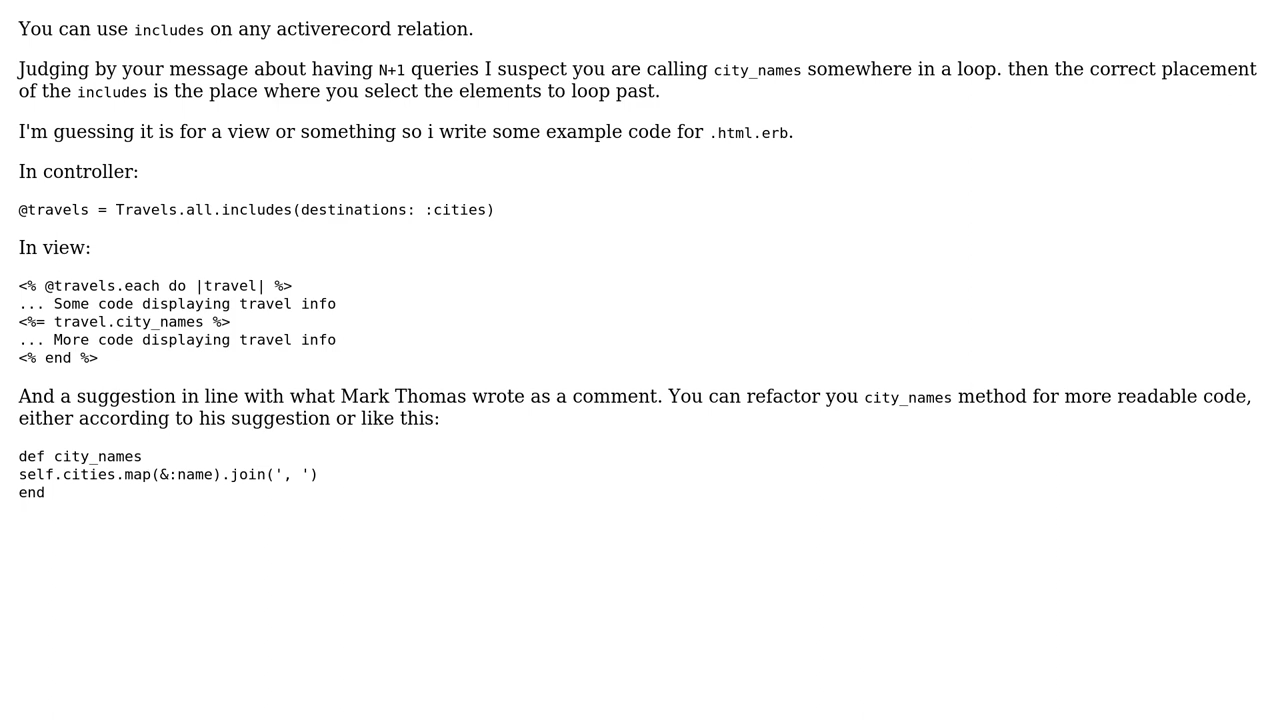 You can use includes on any activerecord relation.
Judging by your message about having N+1 queries I suspect you are calling city_names somewhere in a loop. then the correct placement
of the includes is the place where you select the elements to loop past.
I'm guessing it is for a view or something so i write some example code for .html.erb.
In controller:
@travels = Travels.all.includes(destinations: :cities)
In view:
<% @travels.each do |travel| %>
... Some code displaying travel info
<%= travel.city_names %>
... More code displaying travel info
<% end %>
And a suggestion in line with what Mark Thomas wrote as a comment. You can refactor you city_names method for more readable code,
either according to his suggestion or like this:
def city_names
self.cities.map(&:name).join(', ')
end